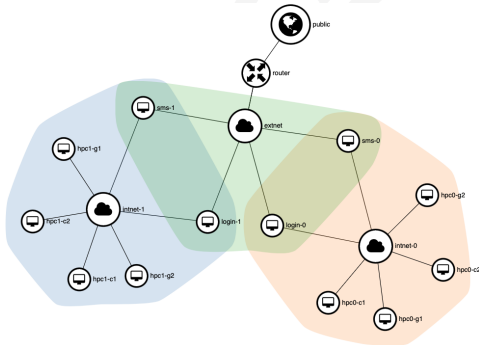 public
router
sms-1
extnet
sms-0
hpc1-g1
hpc0-g2
intnet-1
hpc1-c2
login-1
login-0
intnet-0
hpc0-c2
hpc1-c1
hpc1-g2
hpc0-c1
hpc0-g1